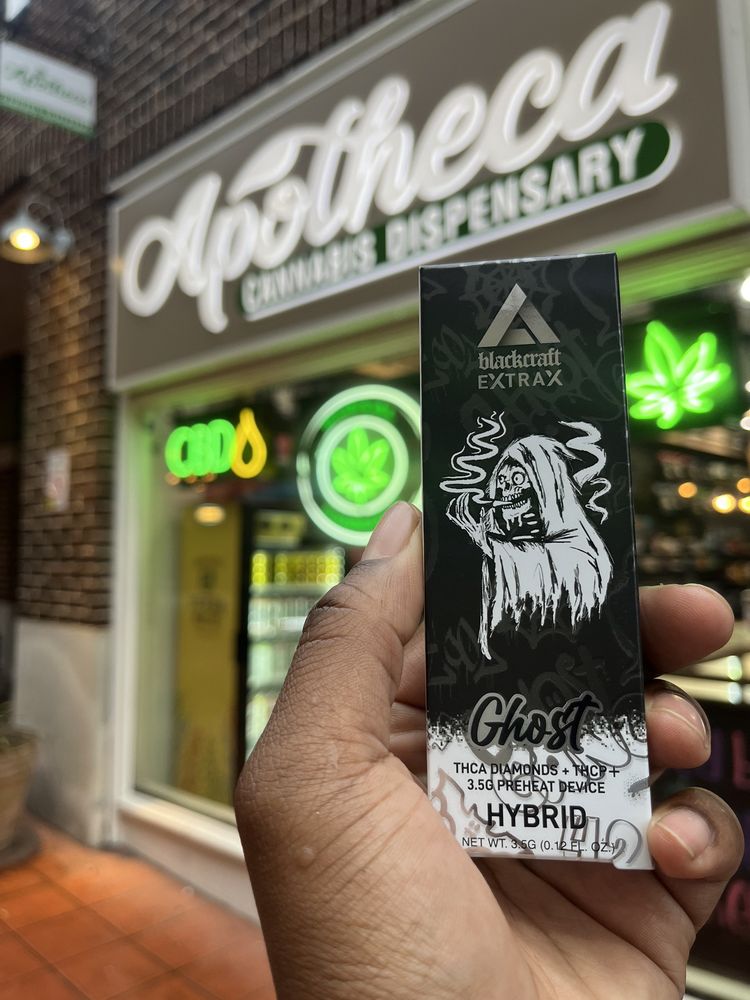 Apotheca
CANNABIS DISPENSARY
CBD
blackcraft
EXTRAX
Ghost
THCA DIAMONDS + THCP+
3.5G PREHEAT DEVICE
HYBRID
NET WT. 3.5G (0.12 FL. OZ.)